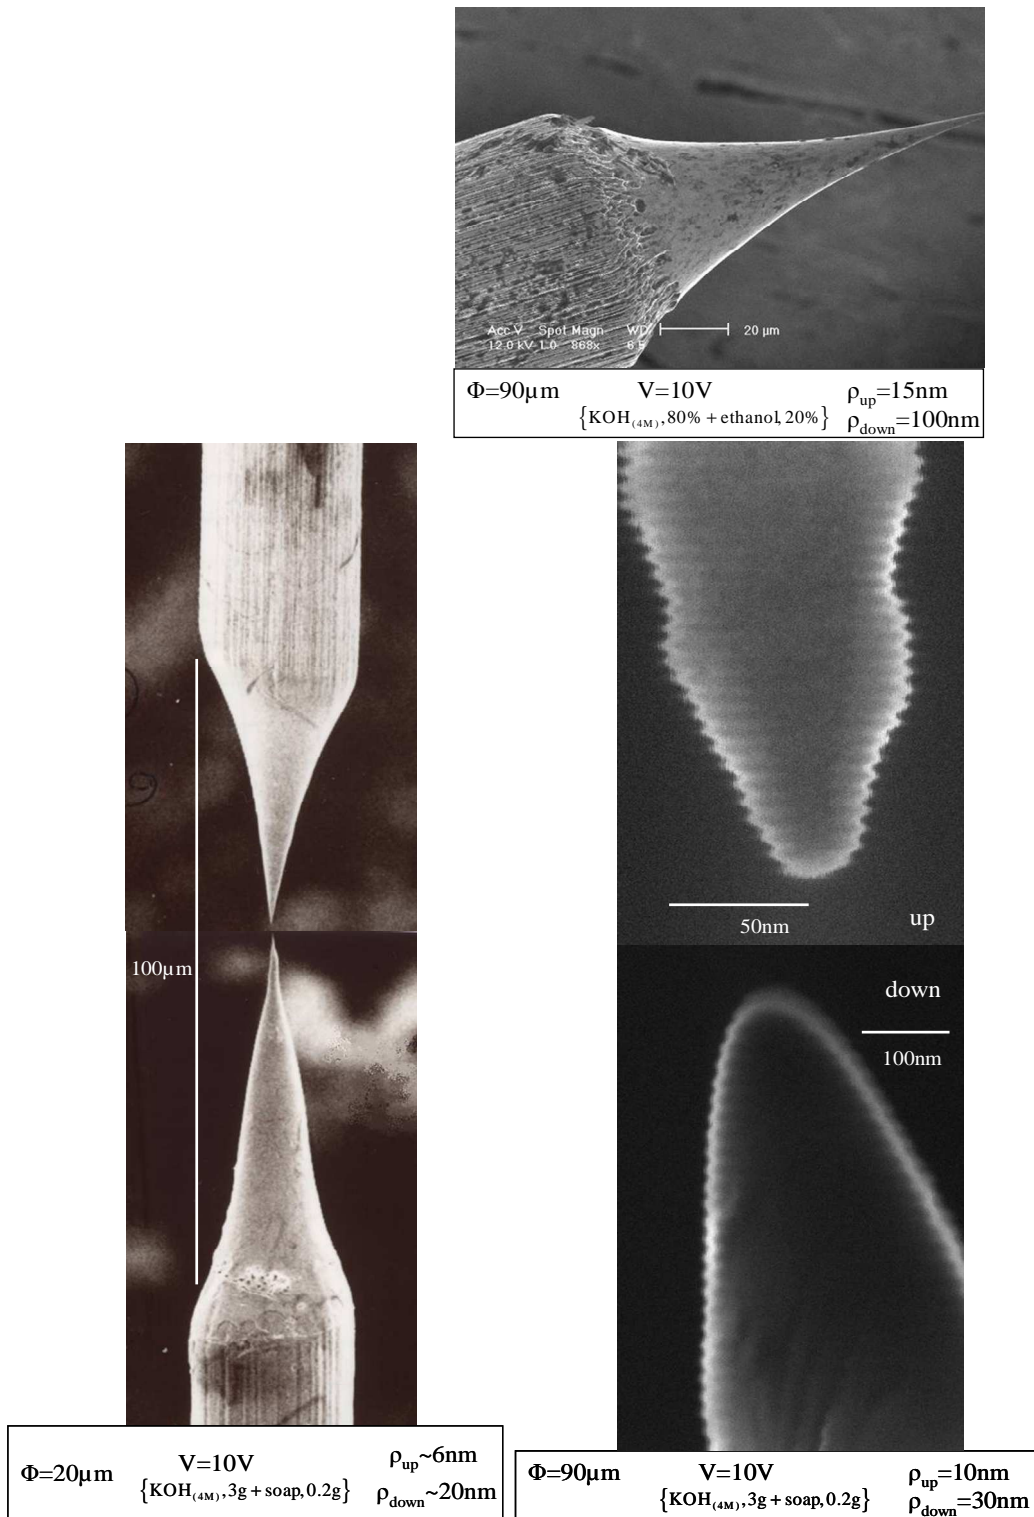 Acc.V Spot Magn WD
12.0 kV 1.0 868x 6.5 20 µm
Φ=90µm V=10V ρup=15nm
{KOH(4M), 80% + ethanol, 20%} ρdown=100nm
100µm
50nm
up
down
100nm
Φ=20µm V=10V ρup~6nm
{KOH(4M), 3g + soap, 0.2g} ρdown~20nm
Φ=90µm V=10V ρup=10nm
{KOH(4M), 3g + soap, 0.2g} ρdown=30nm